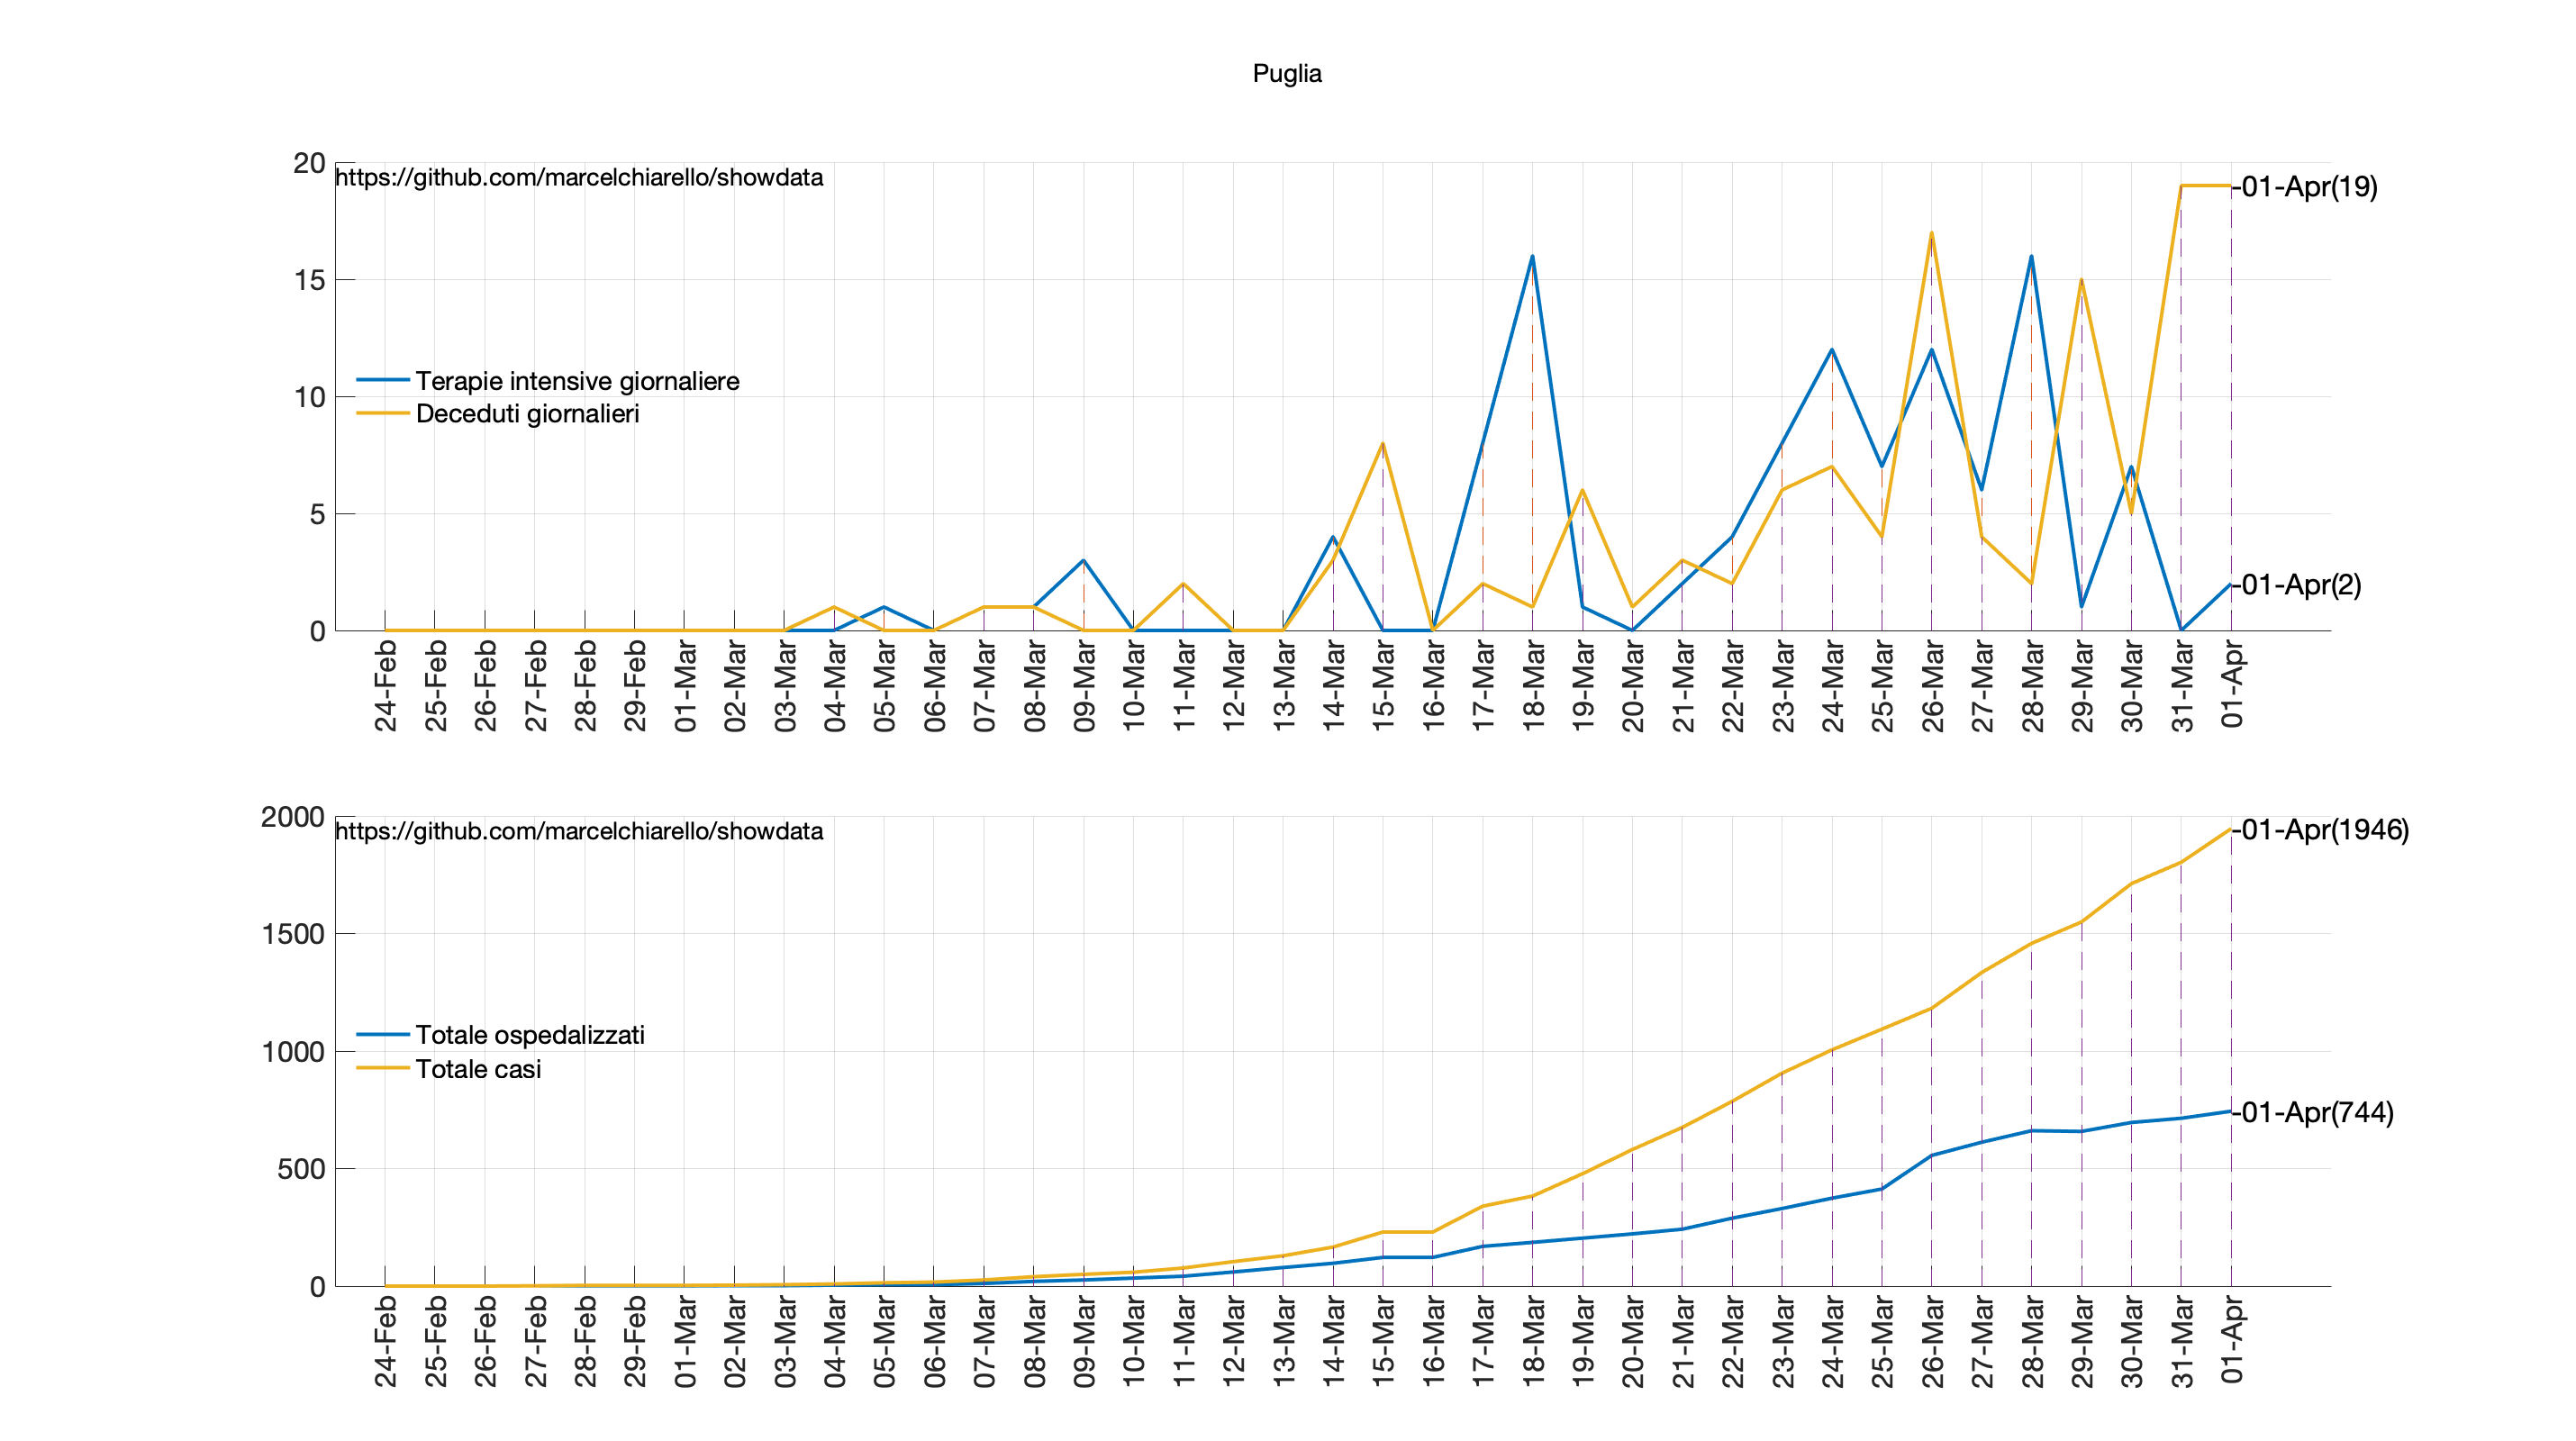 Puglia
20
https://github.com/marcelchiarello/showdata
-01-Apr(19)
15
Terapie intensive giornaliere
10
Deceduti giornalieri
5
-01-Apr(2)
0
24-Feb 25-Feb 26-Feb 27-Feb 28-Feb 29-Feb 01-Mar 02-Mar 03-Mar 04-Mar 05-Mar 06-Mar 07-Mar 08-Mar 09-Mar 10-Mar 11-Mar 12-Mar 13-Mar 14-Mar 15-Mar 16-Mar 17-Mar 18-Mar 19-Mar 20-Mar 21-Mar 22-Mar 23-Mar 24-Mar 25-Mar 26-Mar 27-Mar 28-Mar 29-Mar 30-Mar 31-Mar 01-Apr
2000
https://github.com/marcelchiarello/showdata
-01-Apr(1946)
1500
Totale ospedalizzati
1000
Totale casi
-01-Apr(744)
500
0
24-Feb 25-Feb 26-Feb 27-Feb 28-Feb 29-Feb 01-Mar 02-Mar 03-Mar 04-Mar 05-Mar 06-Mar 07-Mar 08-Mar 09-Mar 10-Mar 11-Mar 12-Mar 13-Mar 14-Mar 15-Mar 16-Mar 17-Mar 18-Mar 19-Mar 20-Mar 21-Mar 22-Mar 23-Mar 24-Mar 25-Mar 26-Mar 27-Mar 28-Mar 29-Mar 30-Mar 31-Mar 01-Apr